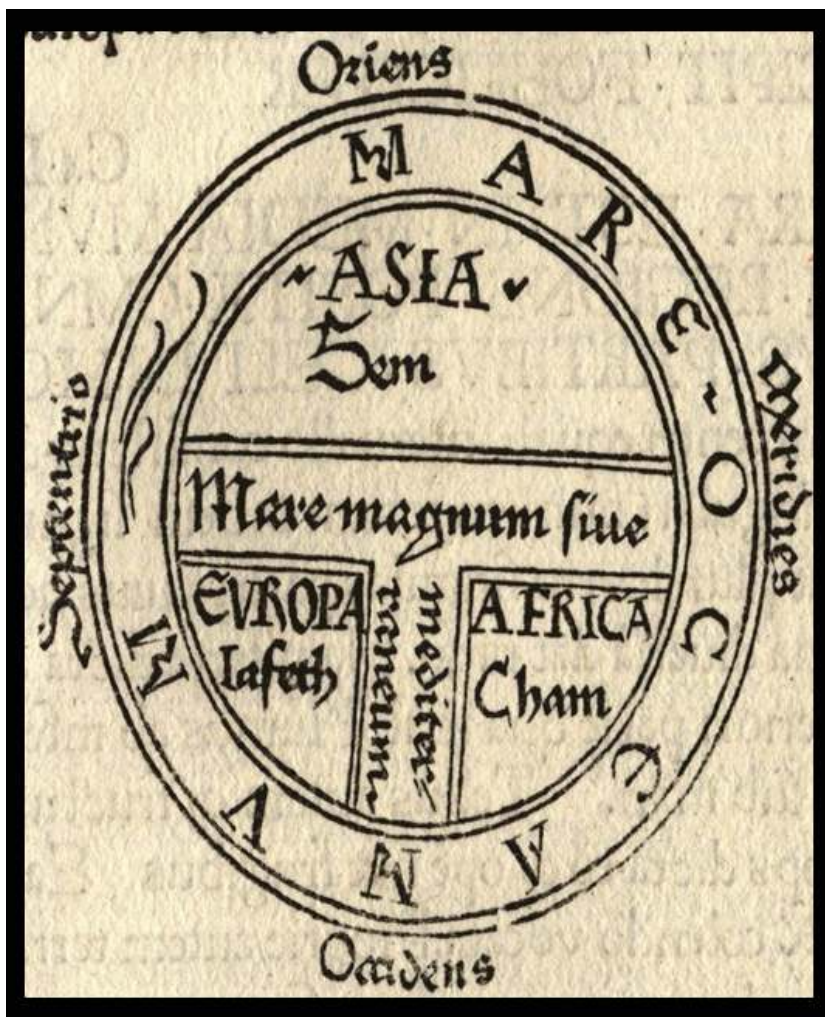 Oriens
MARE ~ OCEANVM
ASIA
Sem
Septentrio
Meridies
Mare magnum ſiue
mediter=
raneum
EVROPA
Iafeth
AFRICA
Cham
Occidens